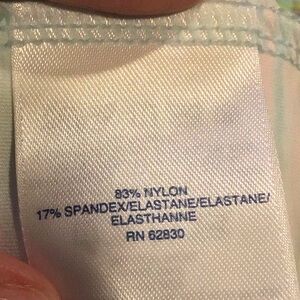 83% NYLON
17% SPANDEX/ELASTANE/ELASTANE/
ELASTHANNE
RN 62830